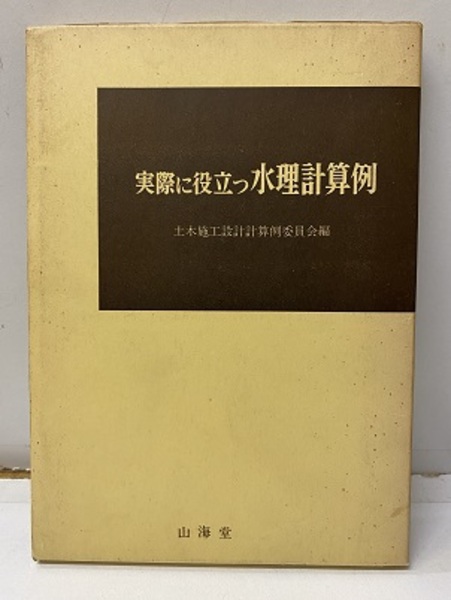 実際に役立つ水理計算例
土木施工設計計算例委員会編
山海堂